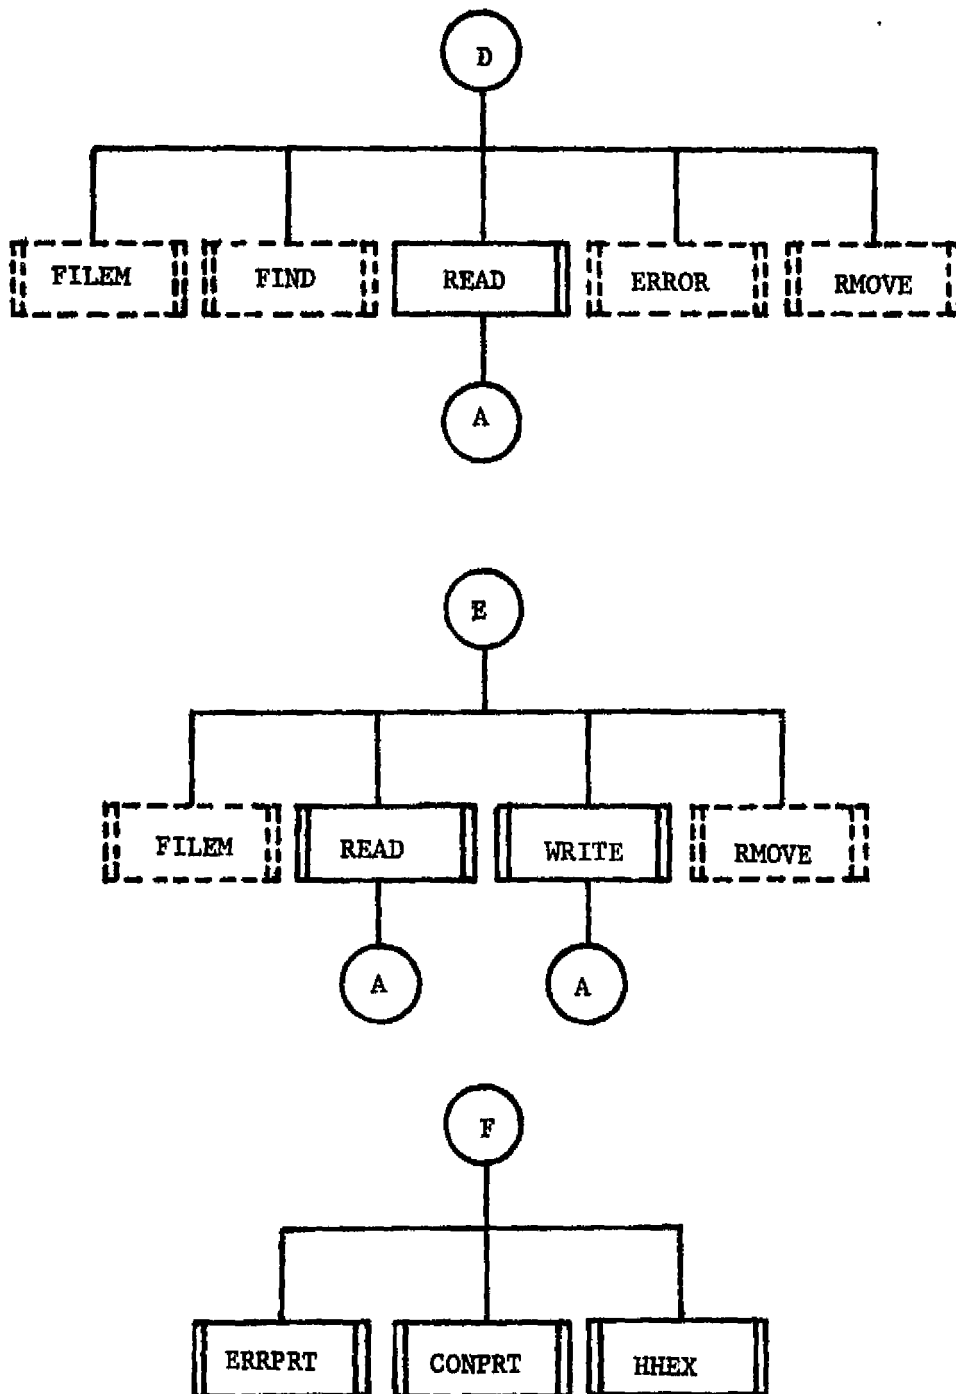 D
FILEM FIND READ ERROR RMOVE
A
E
FILEM READ WRITE RMOVE
A A
F
ERRPRT CONPRT HHEX